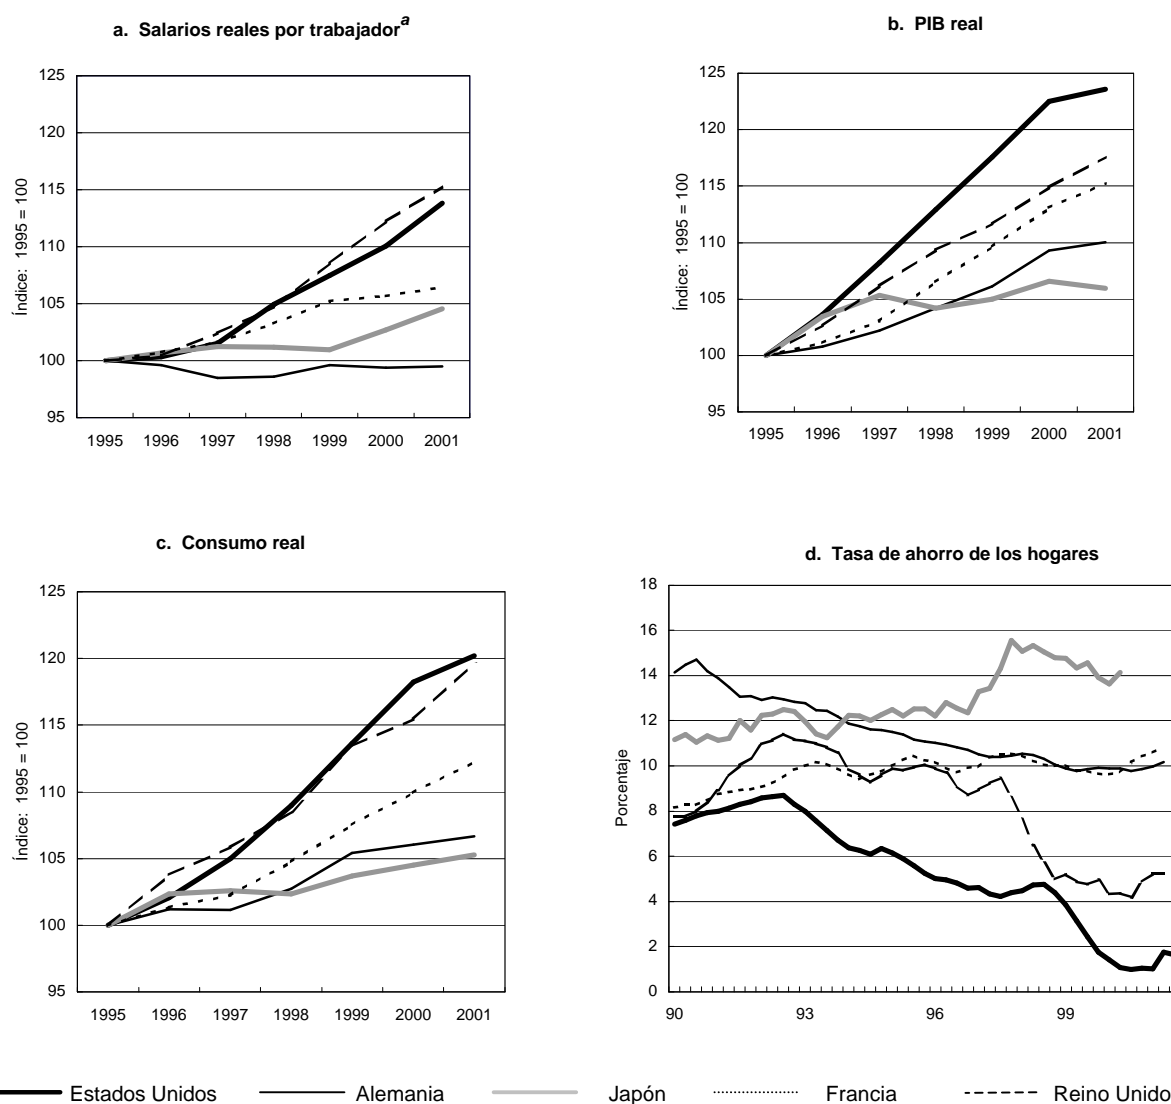 a. Salarios reales por trabajador a
Índice: 1995 = 100
125
120
115
110
105
100
95
1995 1996 1997 1998 1999 2000 2001
b. PIB real
Índice: 1995 = 100
125
120
115
110
105
100
95
1995 1996 1997 1998 1999 2000 2001
c. Consumo real
Índice: 1995 = 100
125
120
115
110
105
100
95
1995 1996 1997 1998 1999 2000 2001
d. Tasa de ahorro de los hogares
Porcentaje
18
16
14
12
10
8
6
4
2
0
90 93 96 99
Estados Unidos Alemania Japón Francia Reino Unido